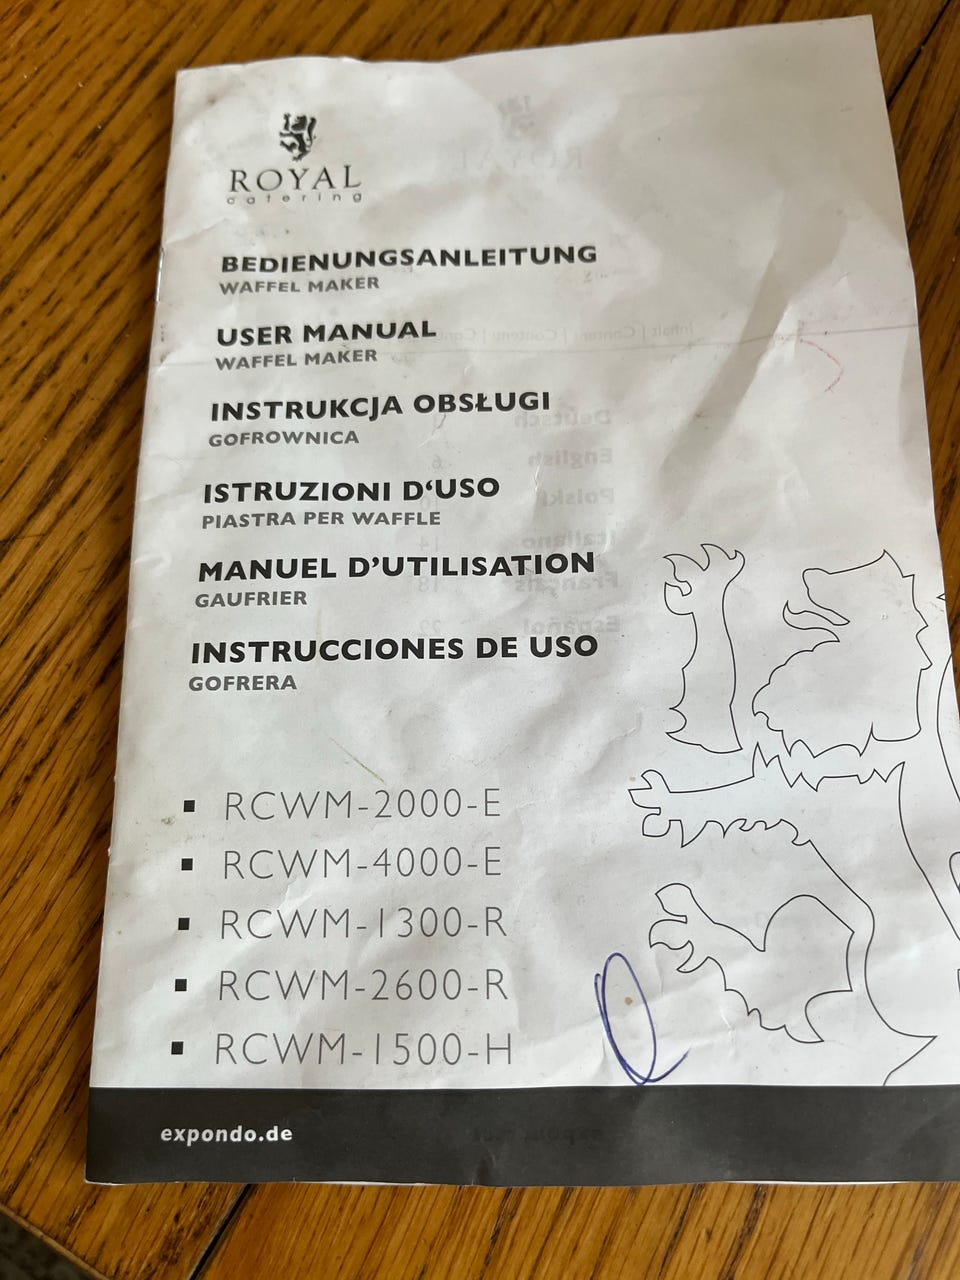 ROYAL
catering
BEDIENUNGSANLEITUNG
WAFFEL MAKER
USER MANUAL
WAFFEL MAKER
INSTRUKCJA OBSŁUGI
GOFROWNICA
ISTRUZIONI D‘USO
PIASTRA PER WAFFLE
MANUEL D’UTILISATION
GAUFRIER
INSTRUCCIONES DE USO
GOFRERA
▪ RCWM-2000-E
▪ RCWM-4000-E
▪ RCWM-1300-R
▪ RCWM-2600-R
▪ RCWM-1500-H
expondo.de